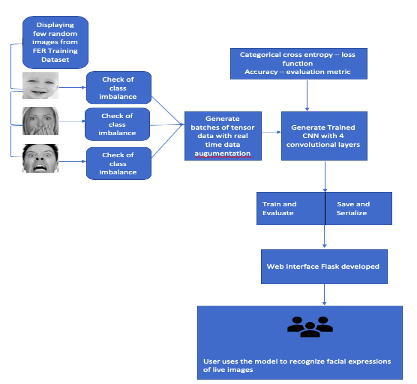 Displaying
few random
images from
FER Training
Dataset
Check of
class
imbalance
Check of
class
imbalance
Check of
class
imbalance
Generate
batches of tensor
data with real
time data
augumentation
Categorical cross entropy – loss
function
Accuracy – evaluation metric
Generate Trained
CNN with 4
convolutional layers
Train and
Evaluate
Save and
Serialize
Web Interface Flask developed
User uses the model to recognize facial expressions
of live images